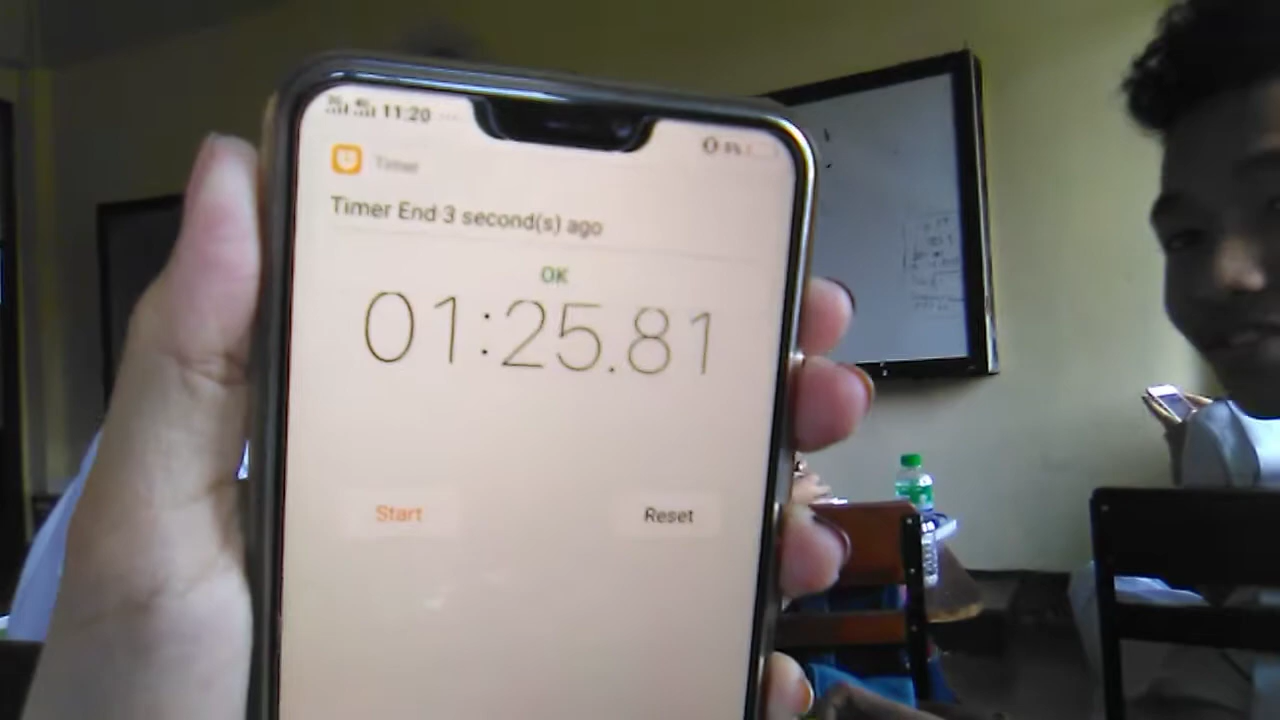 11:20
Timer
Timer End 3 second(s) ago
OK
01:25.81
Start
Reset